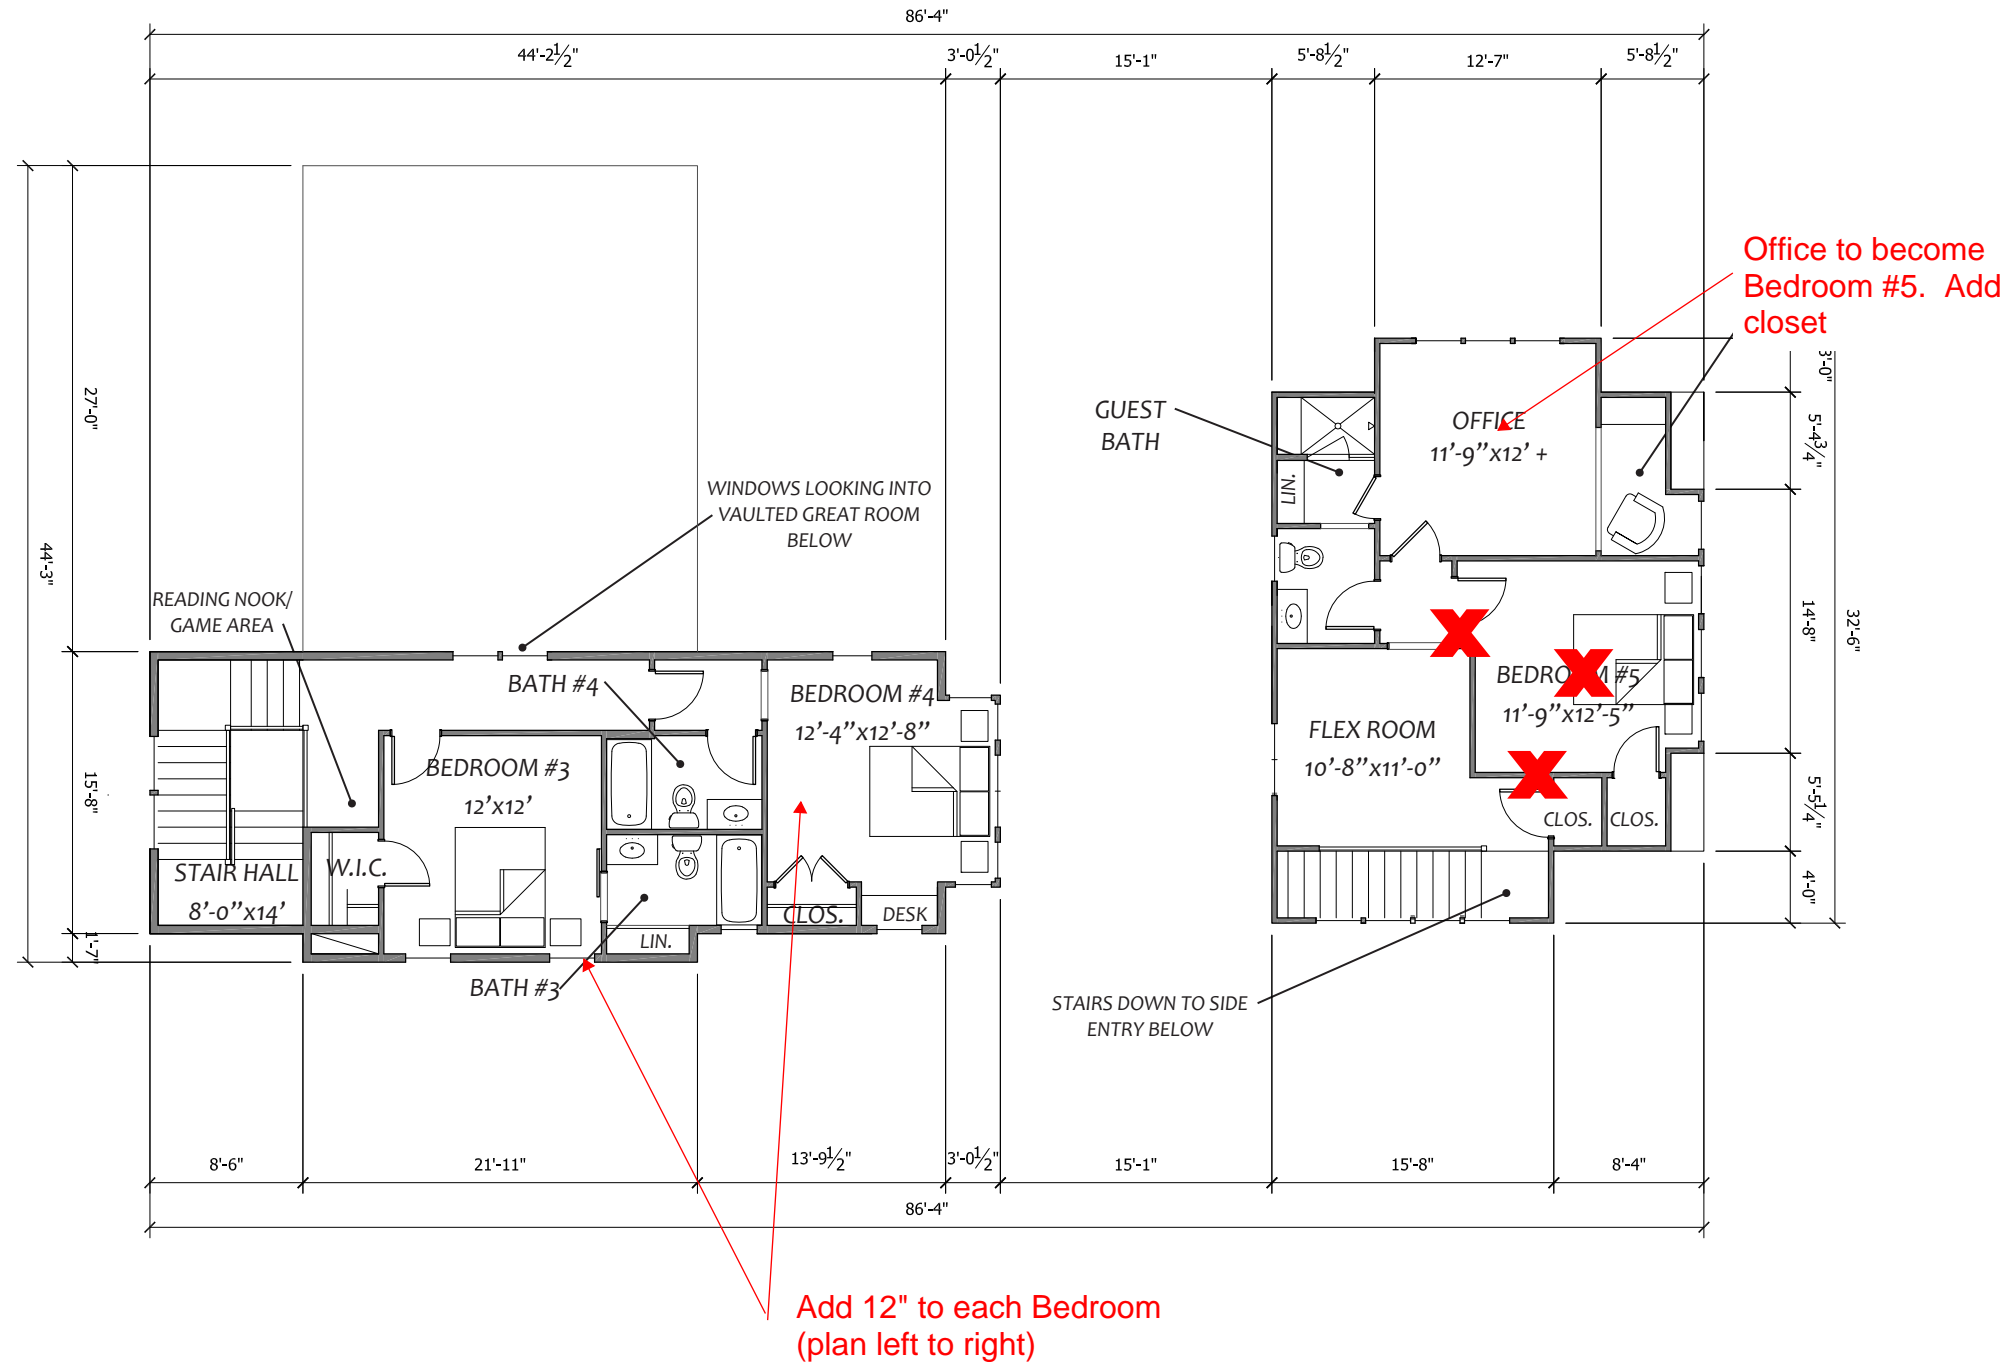 86'-4"
44'-2½"
3'-0½"
15'-1"
5'-8½"
12'-7"
5'-8½"
Office to become
Bedroom #5.  Add
closet
27'-0"
44'-3"
15'-8"
1'-7"
3'-0"
5'-4¾"
14'-8"
32'-6"
5'-5¼"
4'-0"
GUEST
BATH
OFFICE
11'-9"x12' +
LIN.
WINDOWS LOOKING INTO
VAULTED GREAT ROOM
BELOW
READING NOOK/
GAME AREA
BATH #4
BEDROOM #4
12'-4"x12'-8"
BEDROOM #3
12'x12'
BEDROOM #5
11'-9"x12'-5"
FLEX ROOM
10'-8"x11'-0"
CLOS.
CLOS.
STAIR HALL
8'-0"x14'
W.I.C.
CLOS.
DESK
LIN.
BATH #3
STAIRS DOWN TO SIDE
ENTRY BELOW
8'-6"
21'-11"
13'-9½"
3'-0½"
15'-1"
15'-8"
8'-4"
86'-4"
Add 12" to each Bedroom
(plan left to right)